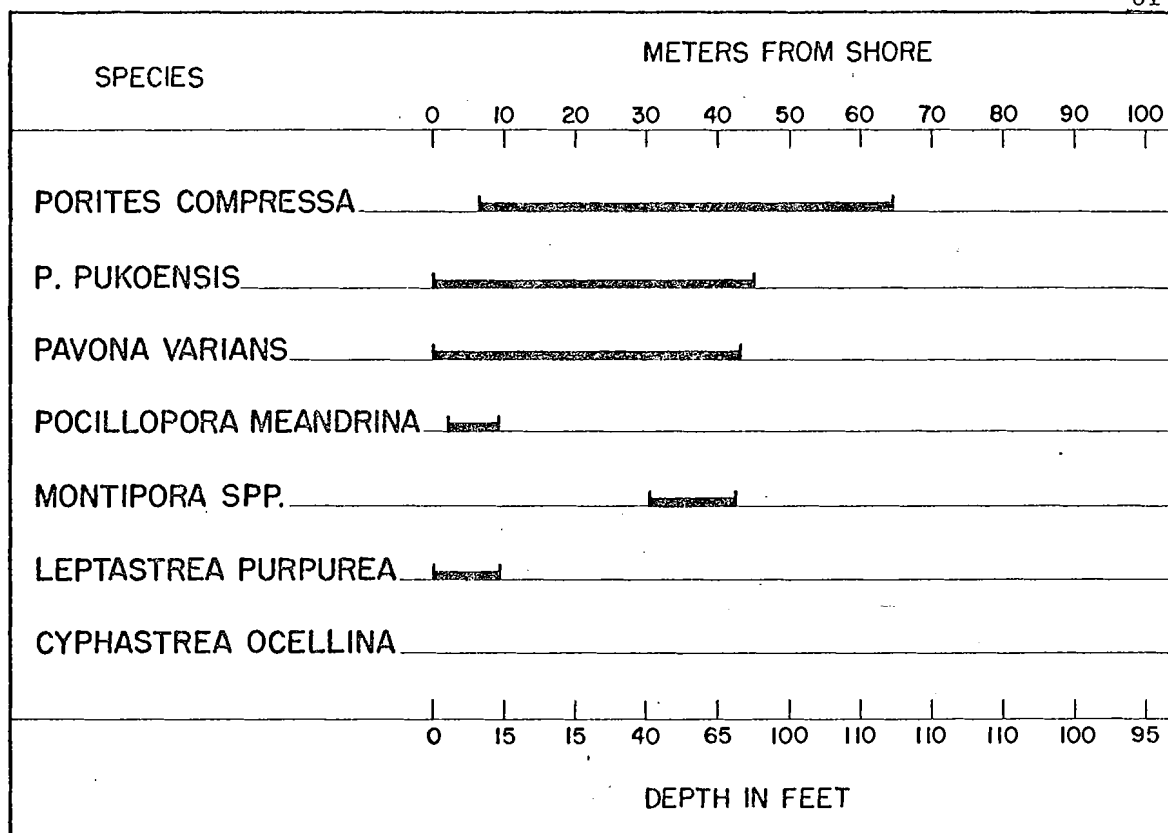 METERS FROM SHORE
SPECIES
0 10 20 30 40 50 60 70 80 90 100
PORITES COMPRESSA
P. PUKOENSIS
PAVONA VARIANS
POCILLOPORA MEANDRINA
MONTIPORA SPP.
LEPTASTREA PURPUREA
CYPHASTREA OCELLINA
0 15 15 40 65 100 110 110 110 100 95
DEPTH IN FEET